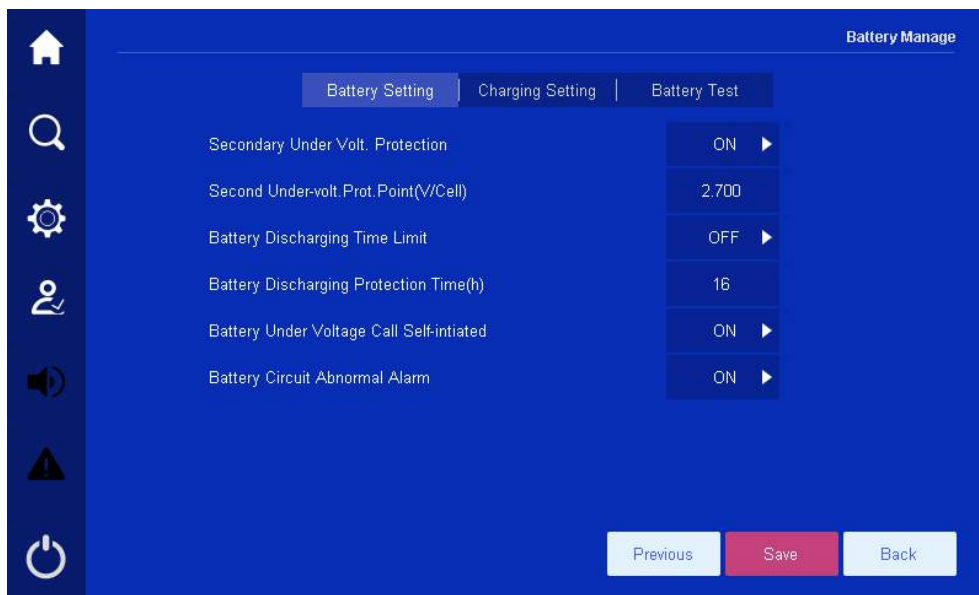 Battery Manage
Battery Setting | Charging Setting | Battery Test
Secondary Under Volt. Protection ON
Second Under-volt.Prot.Point(V/Cell) 2.700
Battery Discharging Time Limit OFF
Battery Discharging Protection Time(h) 16
Battery Under Voltage Call Self-intiated ON
Battery Circuit Abnormal Alarm ON
Previous Save Back